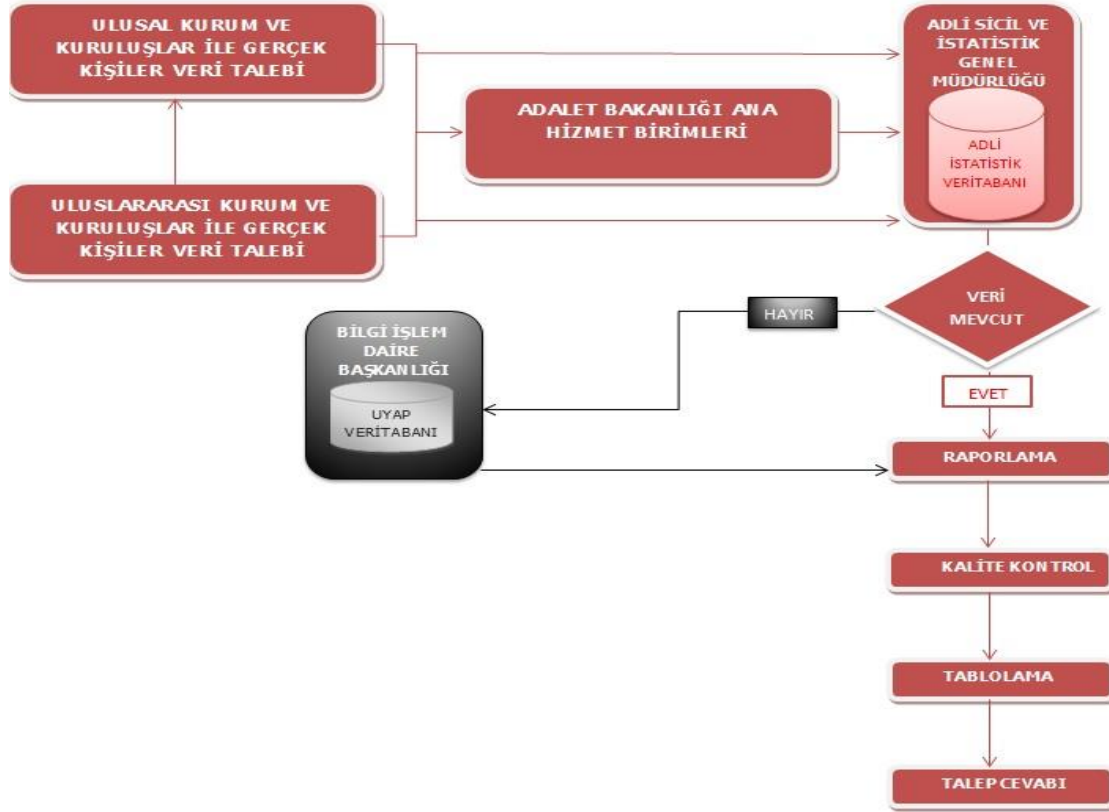 ULUSAL KURUM VE
KURULUŞLAR İLE GERÇEK
KİŞİLER VERİ TALEBİ
ADLİ SİCİL VE
İSTATİSTİK
GENEL
MÜDÜRLÜĞÜ
ADLİ
İSTATİSTİK
VERİTABANI
ADALET BAKANLIĞI ANA
HİZMET BİRİMLERİ
ULUSLARARASI KURUM VE
KURULUŞLAR İLE GERÇEK
KİŞİLER VERİ TALEBİ
VERİ
MEVCUT
HAYIR
BİLGİ İŞLEM
DAİRE
BAŞKANLIĞI
UYAP
VERİTABANI
EVET
RAPORLAMA
KALİTE KONTROL
TABLOLAMA
TALEP CEVABI